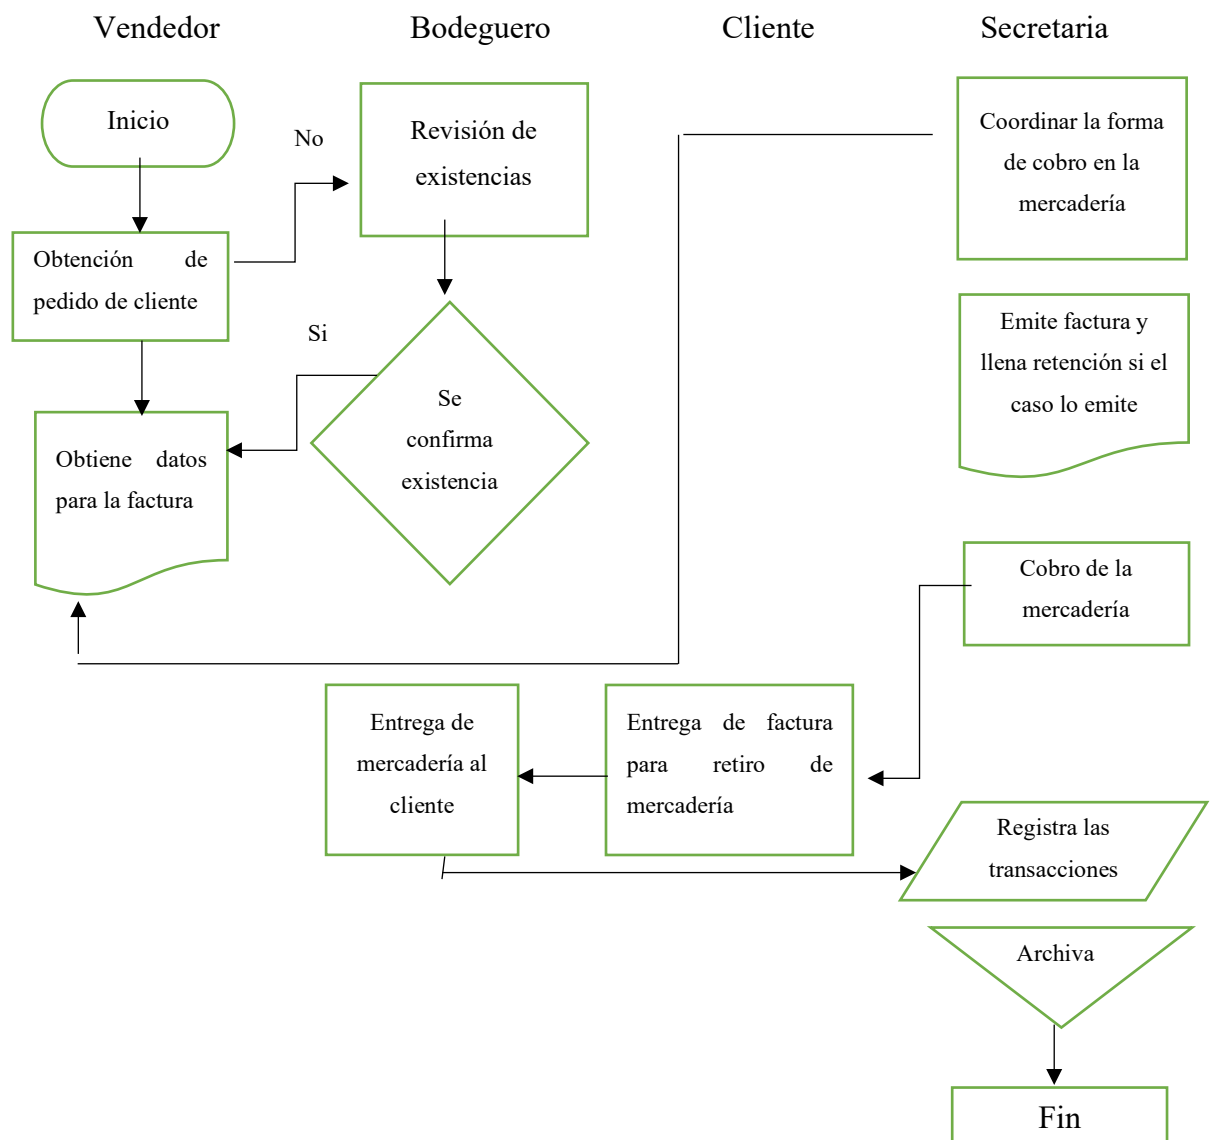 Vendedor
Bodeguero
Cliente
Secretaria
Inicio
No
Revisión de
existencias
Coordinar la forma
de cobro en la
mercadería
Obtención de
pedido de cliente
Si
Se
confirma
existencia
Emite factura y
llena retención si el
caso lo emite
Obtiene datos
para la factura
Cobro de la
mercadería
Entrega de
mercadería al
cliente
Entrega de factura
para retiro de
mercadería
Registra las
transacciones
Archiva
Fin